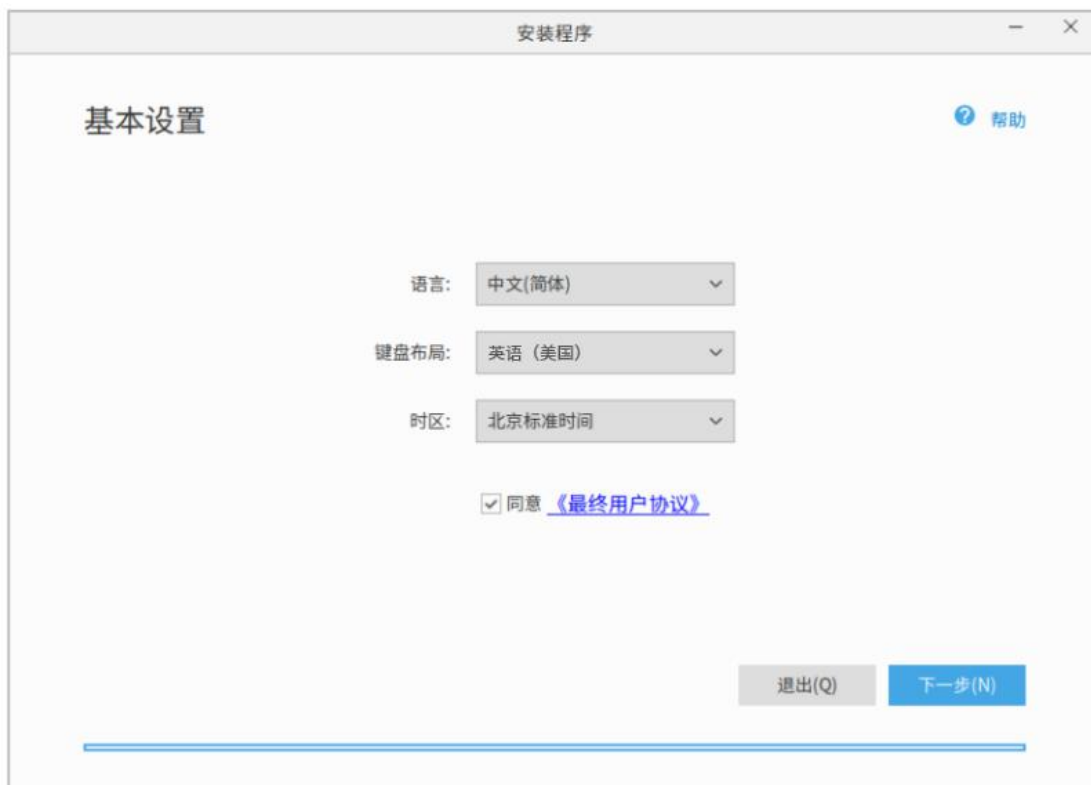 安装程序
基本设置
帮助
语言: 中文(简体)
键盘布局: 英语（美国）
时区: 北京标准时间
同意 《最终用户协议》
退出(Q) 下一步(N)